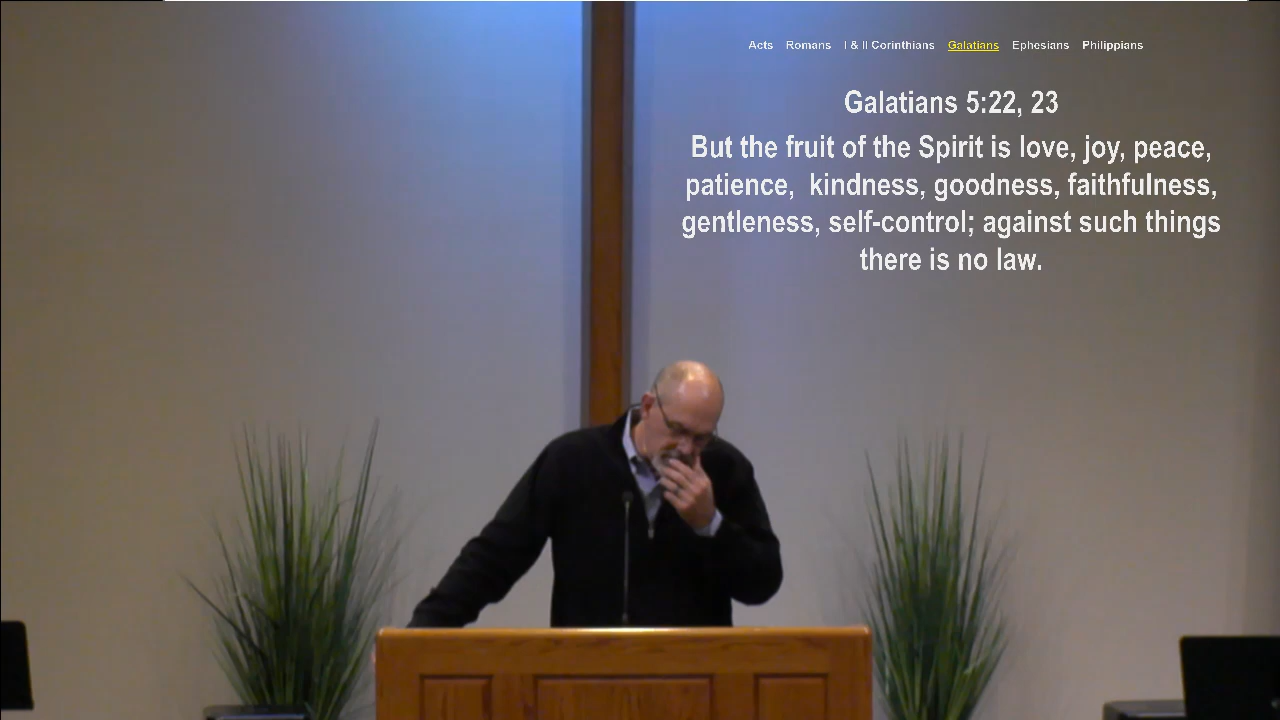 Acts Romans I & II Corinthians Galatians Ephesians Philippians
Galatians 5:22, 23
But the fruit of the Spirit is love, joy, peace,
patience,  kindness, goodness, faithfulness,
gentleness, self-control; against such things
there is no law.